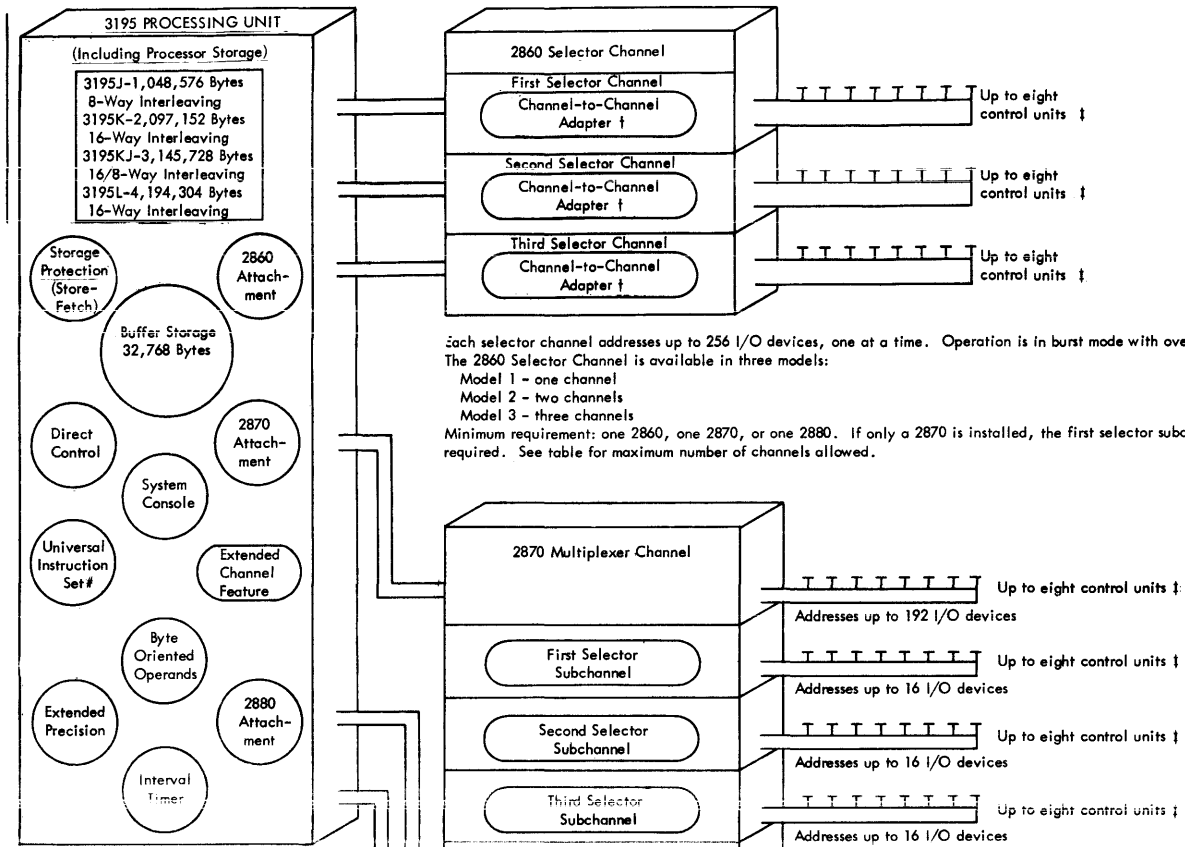 3195 PROCESSING UNIT
(Including Processor Storage)
3195J-1,048,576 Bytes
8-Way Interleaving
3195K-2,097,152 Bytes
16-Way Interleaving
3195KJ-3,145,728 Bytes
16/8-Way Interleaving
3195L-4,194,304 Bytes
16-Way Interleaving
Storage
Protection
(Store-
Fetch)
2860
Attach-
ment
Buffer Storage
32,768 Bytes
Direct
Control
2870
Attach-
ment
System
Console
Universal
Instruction
Set#
Extended
Channel
Feature
Byte
Oriented
Operands
Extended
Precision
2880
Attach-
ment
Interval
Timer
2860 Selector Channel
First Selector Channel
Channel-to-Channel
Adapter †
Up to eight
control units ‡
Second Selector Channel
Channel-to-Channel
Adapter †
Up to eight
control units ‡
Third Selector Channel
Channel-to-Channel
Adapter †
Up to eight
control units ‡
Each selector channel addresses up to 256 I/O devices, one at a time. Operation is in burst mode with ove
The 2860 Selector Channel is available in three models:
Model 1 - one channel
Model 2 - two channels
Model 3 - three channels
Minimum requirement: one 2860, one 2870, or one 2880. If only a 2870 is installed, the first selector subc
required. See table for maximum number of channels allowed.
2870 Multiplexer Channel
Up to eight control units ‡
Addresses up to 192 I/O devices
First Selector
Subchannel
Up to eight control units ‡
Addresses up to 16 I/O devices
Second Selector
Subchannel
Up to eight control units ‡
Addresses up to 16 I/O devices
Third Selector
Subchannel
Up to eight control units ‡
Addresses up to 16 I/O devices